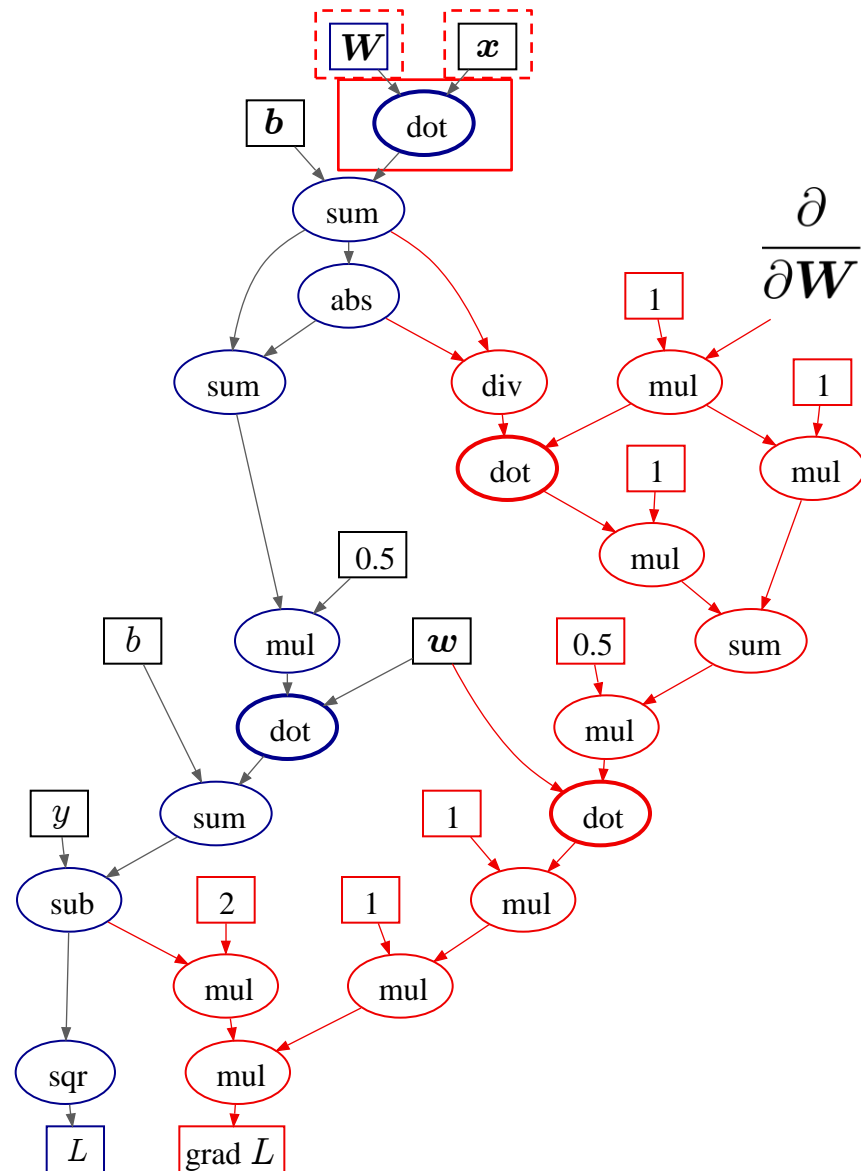 W x
b dot
sum
∂
abs 1 ∂W
sum div mul 1
dot 1 mul
mul
0.5
b mul w 0.5 sum
dot mul
y sum 1 dot
sub 2 1 mul
mul mul
sqr mul
L grad L